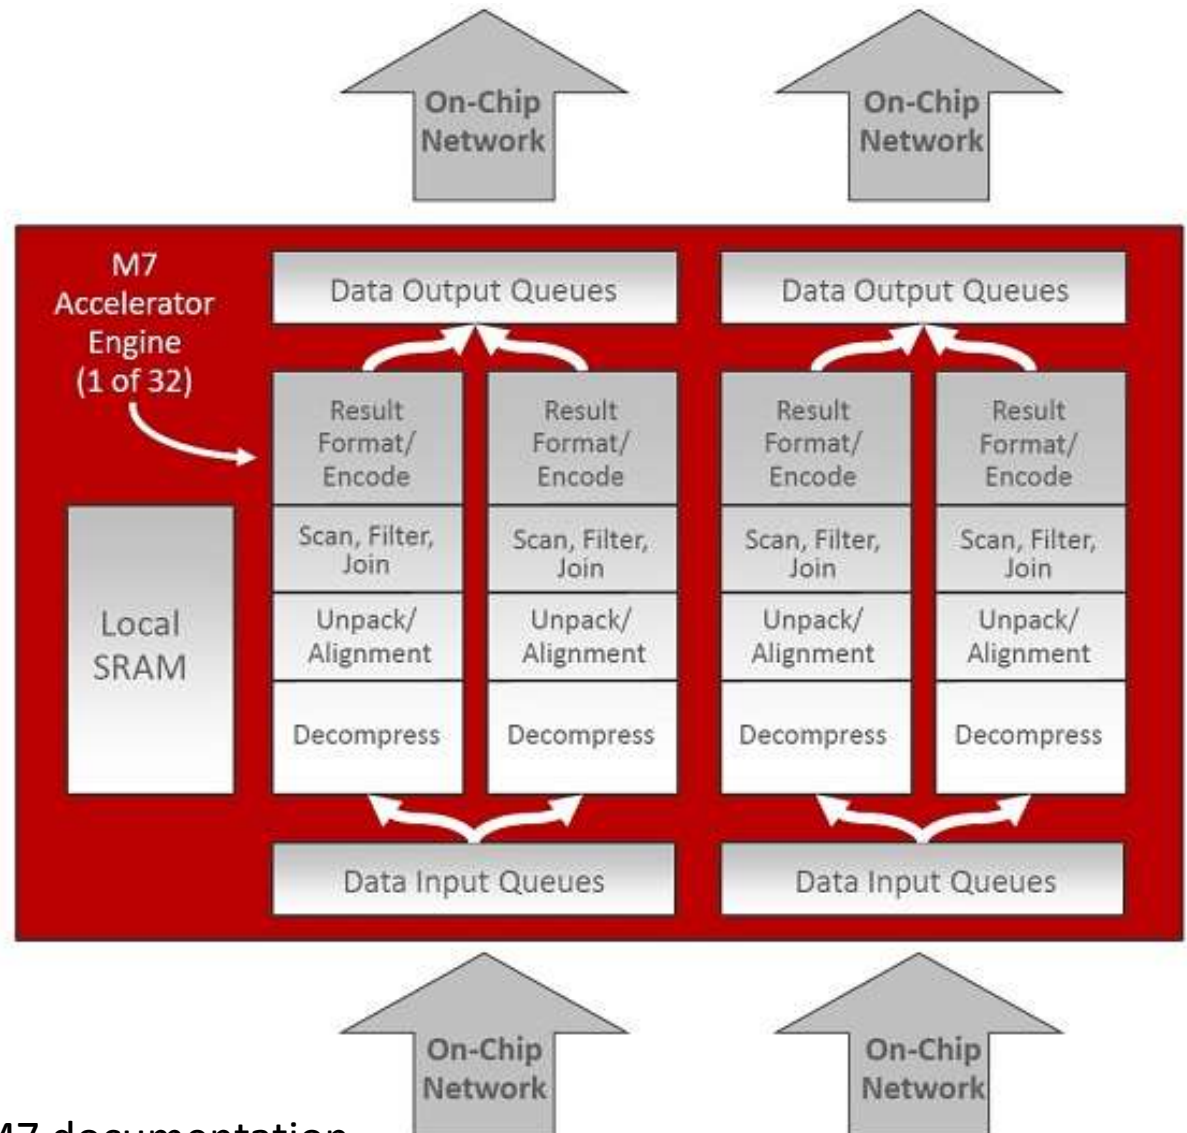 On-Chip
Network
On-Chip
Network
M7
Accelerator
Engine
(1 of 32)
Data Output Queues
Data Output Queues
Result
Format/
Encode
Result
Format/
Encode
Result
Format/
Encode
Result
Format/
Encode
Scan, Filter,
Join
Scan, Filter,
Join
Scan, Filter,
Join
Scan, Filter,
Join
Local
SRAM
Unpack/
Alignment
Unpack/
Alignment
Unpack/
Alignment
Unpack/
Alignment
Decompress
Decompress
Decompress
Decompress
Data Input Queues
Data Input Queues
On-Chip
Network
On-Chip
Network
M7 documentation